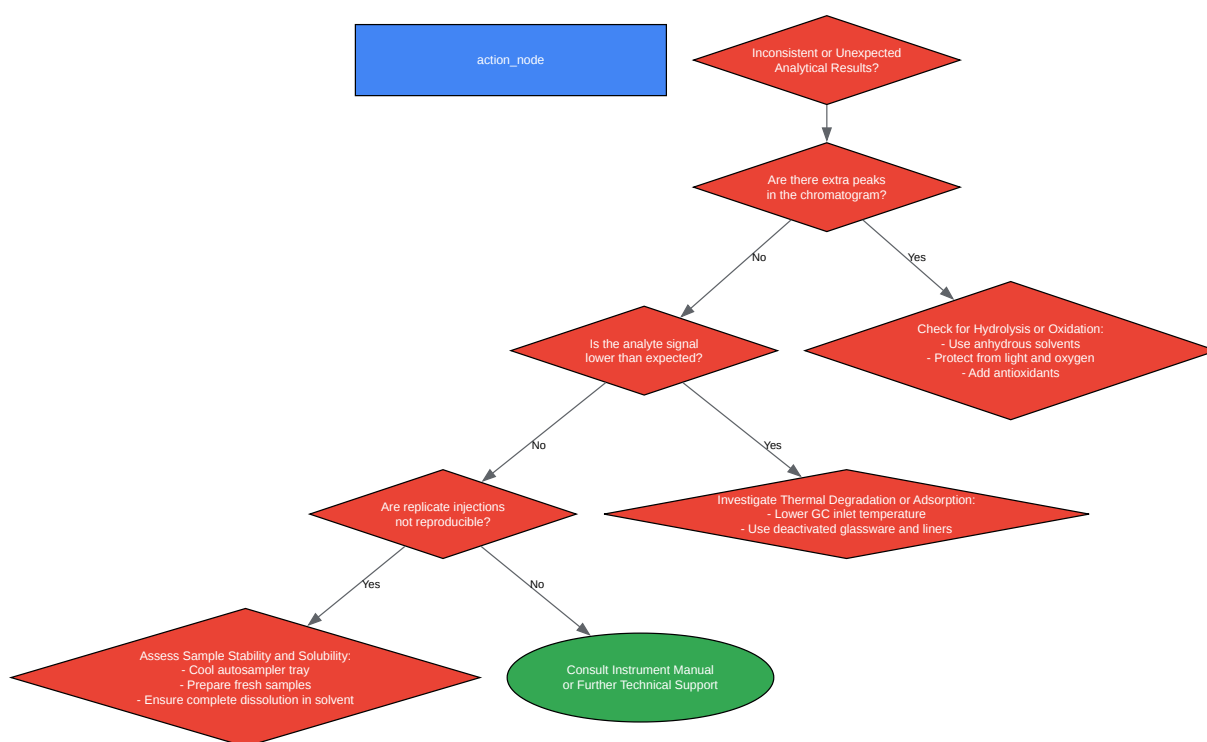 action_node
Inconsistent or Unexpected
Analytical Results?
Are there extra peaks
in the chromatogram?
No
Yes
Is the analyte signal
lower than expected?
Check for Hydrolysis or Oxidation:
- Use anhydrous solvents
- Protect from light and oxygen
- Add antioxidants
No
Yes
Are replicate injections
not reproducible?
Investigate Thermal Degradation or Adsorption:
- Lower GC inlet temperature
- Use deactivated glassware and liners
Yes
No
Assess Sample Stability and Solubility:
- Cool autosampler tray
- Prepare fresh samples
- Ensure complete dissolution in solvent
Consult Instrument Manual
or Further Technical Support